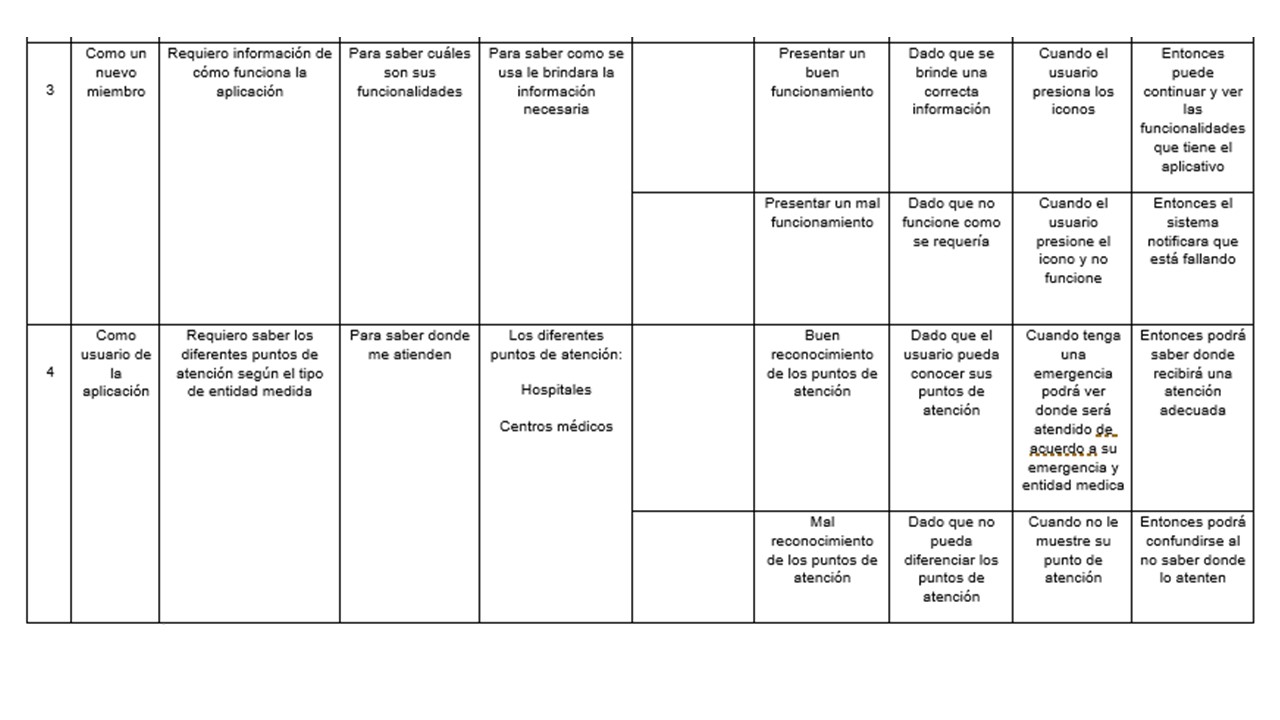 3
Como un
nuevo
miembro
Requiero información de
cómo funciona la
aplicación
Para saber cuáles
son sus
funcionalidades
Para saber como se
usa le brindara la
información
necesaria
Presentar un
buen
funcionamiento
Dado que se
brinde una
correcta
información
Cuando el
usuario
presiona los
iconos
Entonces
puede
continuar y ver
las
funcionalidades
que tiene el
aplicativo
Presentar un mal
funcionamiento
Dado que no
funcione como
se requería
Cuando el
usuario
presione el
icono y no
funcione
Entonces el
sistema
notificara que
está fallando
4
Como
usuario de
la
aplicación
Requiero saber los
diferentes puntos de
atención según el tipo
de entidad medida
Para saber donde
me atienden
Los diferentes
puntos de atención:
Hospitales
Centros médicos
Buen
reconocimiento
de los puntos de
atención
Dado que el
usuario pueda
conocer sus
puntos de
atención
Cuando tenga
una
emergencia
podrá ver
donde será
atendido de
acuerdo a su
emergencia y
entidad medica
Entonces podrá
saber donde
recibirá una
atención
adecuada
Mal
reconocimiento
de los puntos de
atención
Dado que no
pueda
diferenciar los
puntos de
atención
Cuando no le
muestre su
punto de
atención
Entonces podrá
confundirse al
no saber donde
lo atenten